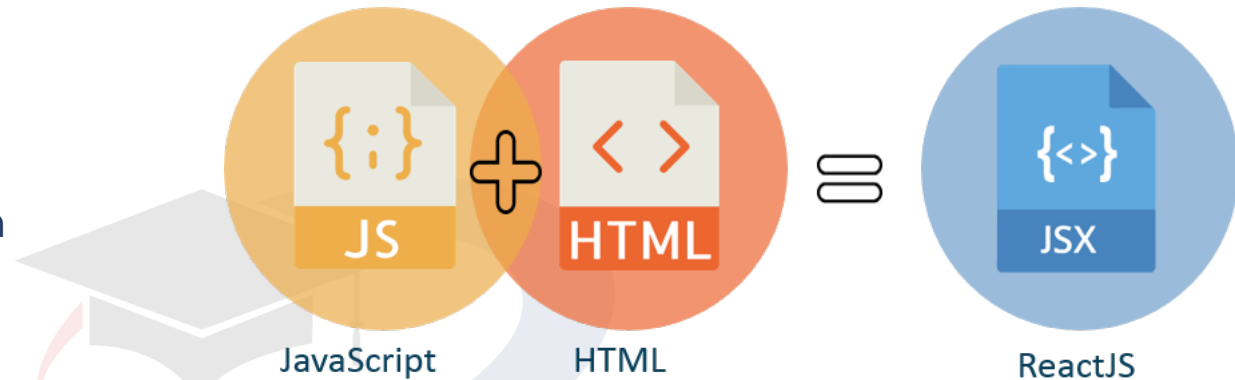 {;}
< >
{<>}
JS
HTML
JSX
JavaScript
HTML
ReactJS